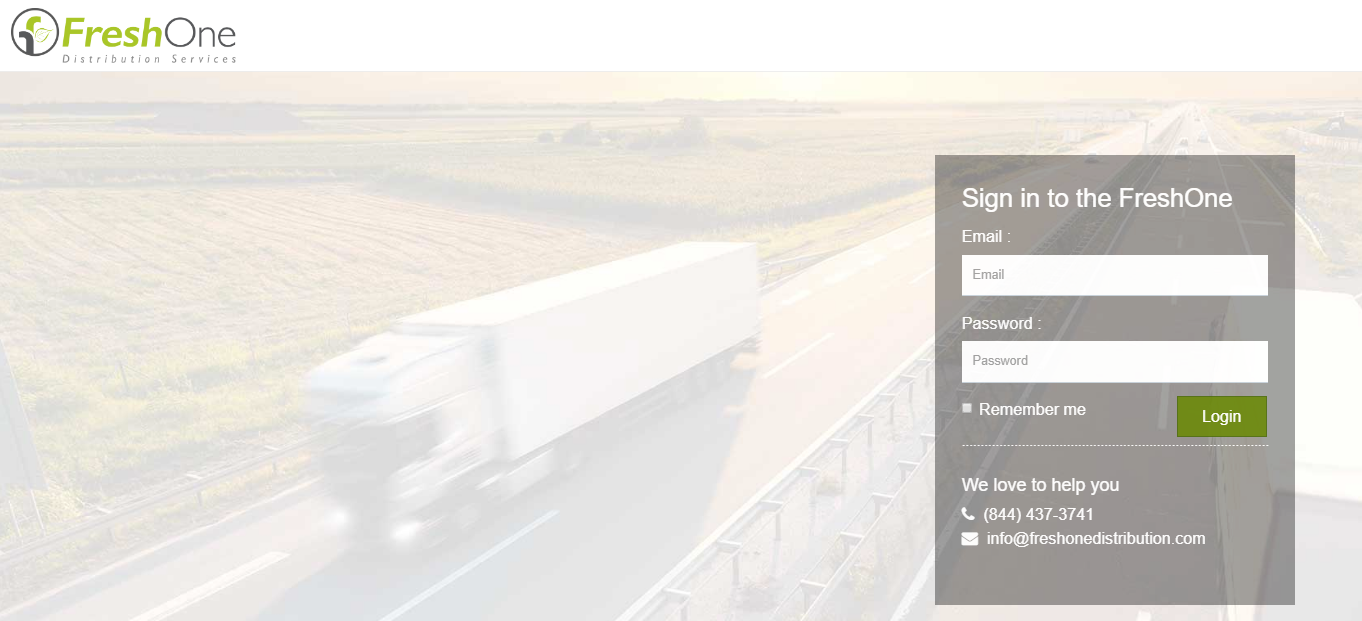 FreshOne
Distribution Services
Sign in to the FreshOne
Email :
Email
Password :
Password
Remember me
Login
We love to help you
(844) 437-3741
info@freshonedistribution.com